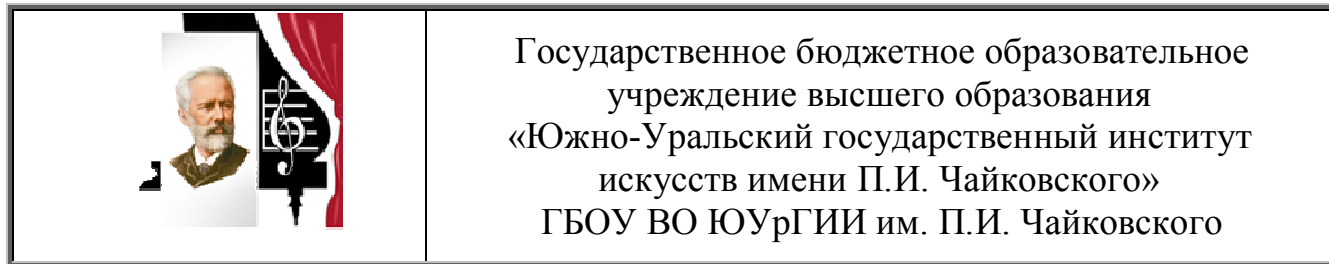 Государственное бюджетное образовательное
учреждение высшего образования
«Южно-Уральский государственный институт
искусств имени П.И. Чайковского»
ГБОУ ВО ЮУрГИИ им. П.И. Чайковского